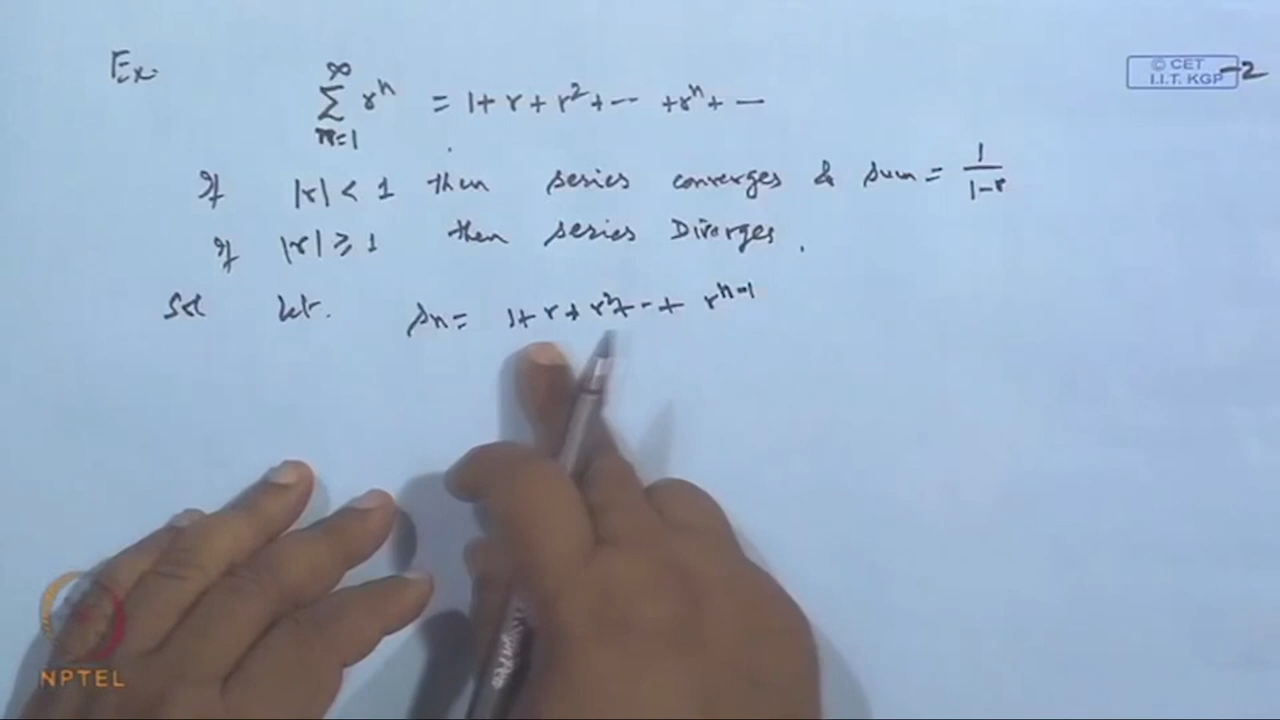 Ex.
∞
∑ r^n = 1 + r + r^2 + -- + r^n + --
n=1
© CET
I.I.T. KGP -2
If |r| < 1 then series converges & sum = 1/(1-r)
If |r| ≥ 1 then series Diverges.
Sol let. Sn = 1 + r + r^2 + -- + r^n-1
NPTEL